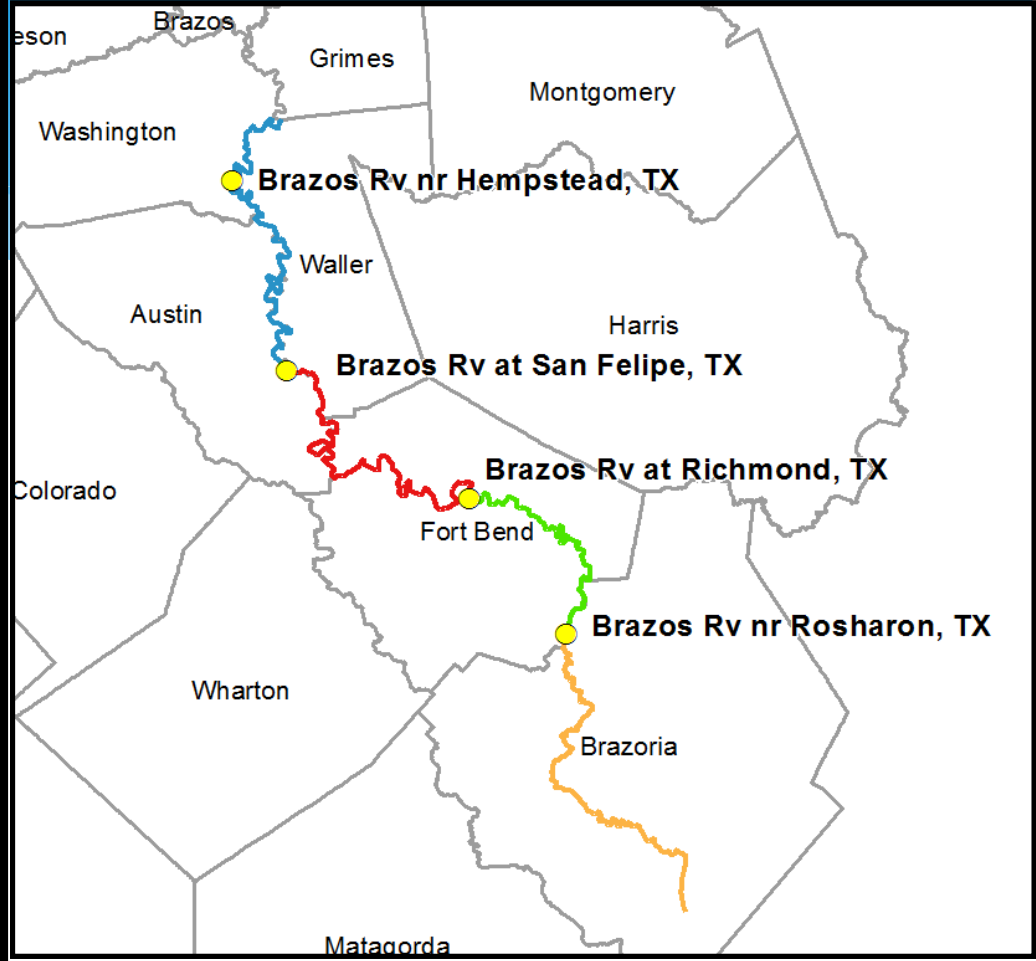 Brazos
eson
Grimes
Montgomery
Washington
Brazos Rv nr Hempstead, TX
Waller
Austin
Harris
Brazos Rv at San Felipe, TX
Brazos Rv at Richmond, TX
Colorado
Fort Bend
Brazos Rv nr Rosharon, TX
Wharton
Brazoria
Matagorda